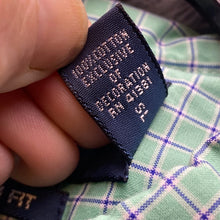 100%COTTON
EXCLUSIVE
OF
DECORATION
RN 41381
FIT